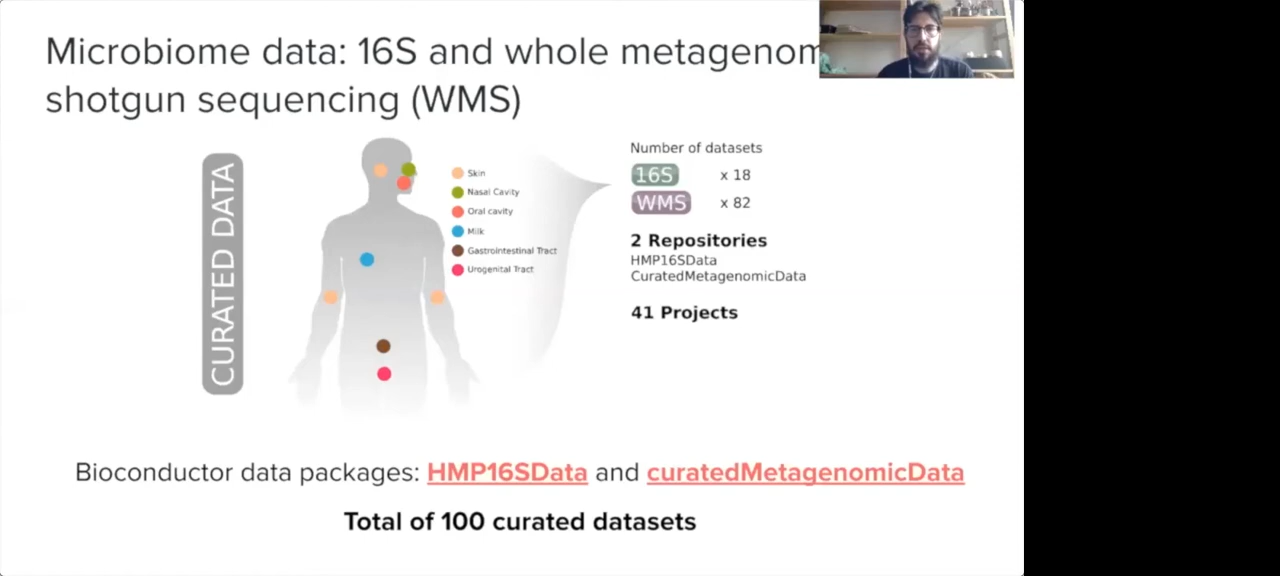 Microbiome data: 16S and whole metagenom
shotgun sequencing (WMS)
CURATED DATA
Skin
Nasal Cavity
Oral cavity
Milk
Gastrointestinal Tract
Urogenital Tract
Number of datasets
16S x 18
WMS x 82
2 Repositories
HMP16SData
CuratedMetagenomicData
41 Projects
Bioconductor data packages: HMP16SData and curatedMetagenomicData
Total of 100 curated datasets